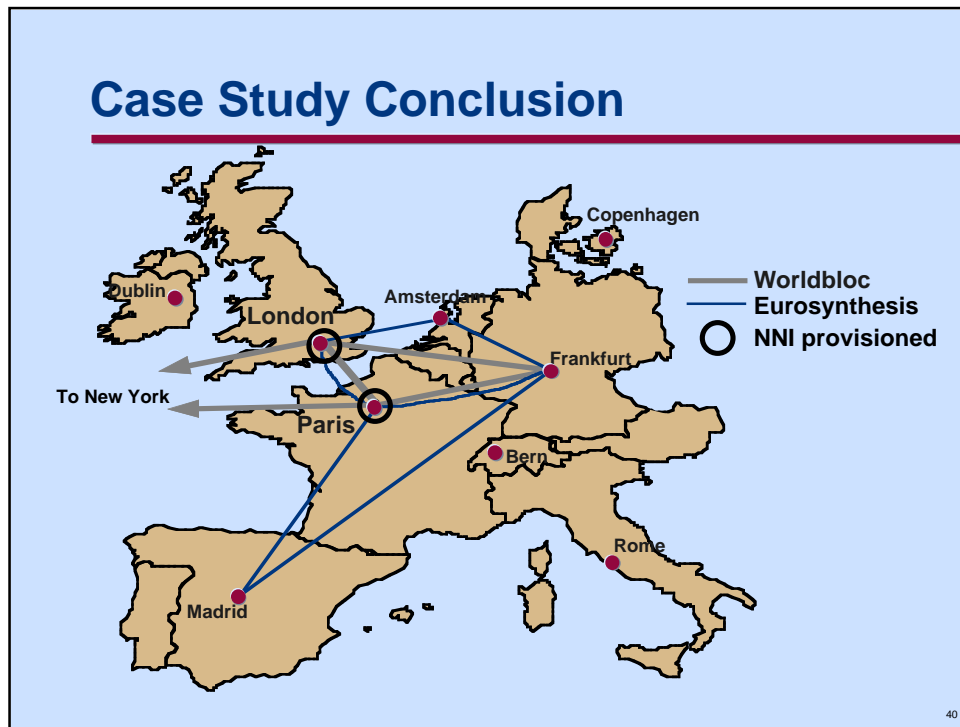 Case Study Conclusion
Copenhagen
Worldbloc
Dublin
Amsterdam
Eurosynthesis
London
NNI provisioned
Frankfurt
To New York
Paris
Bern
Rome
Madrid
40